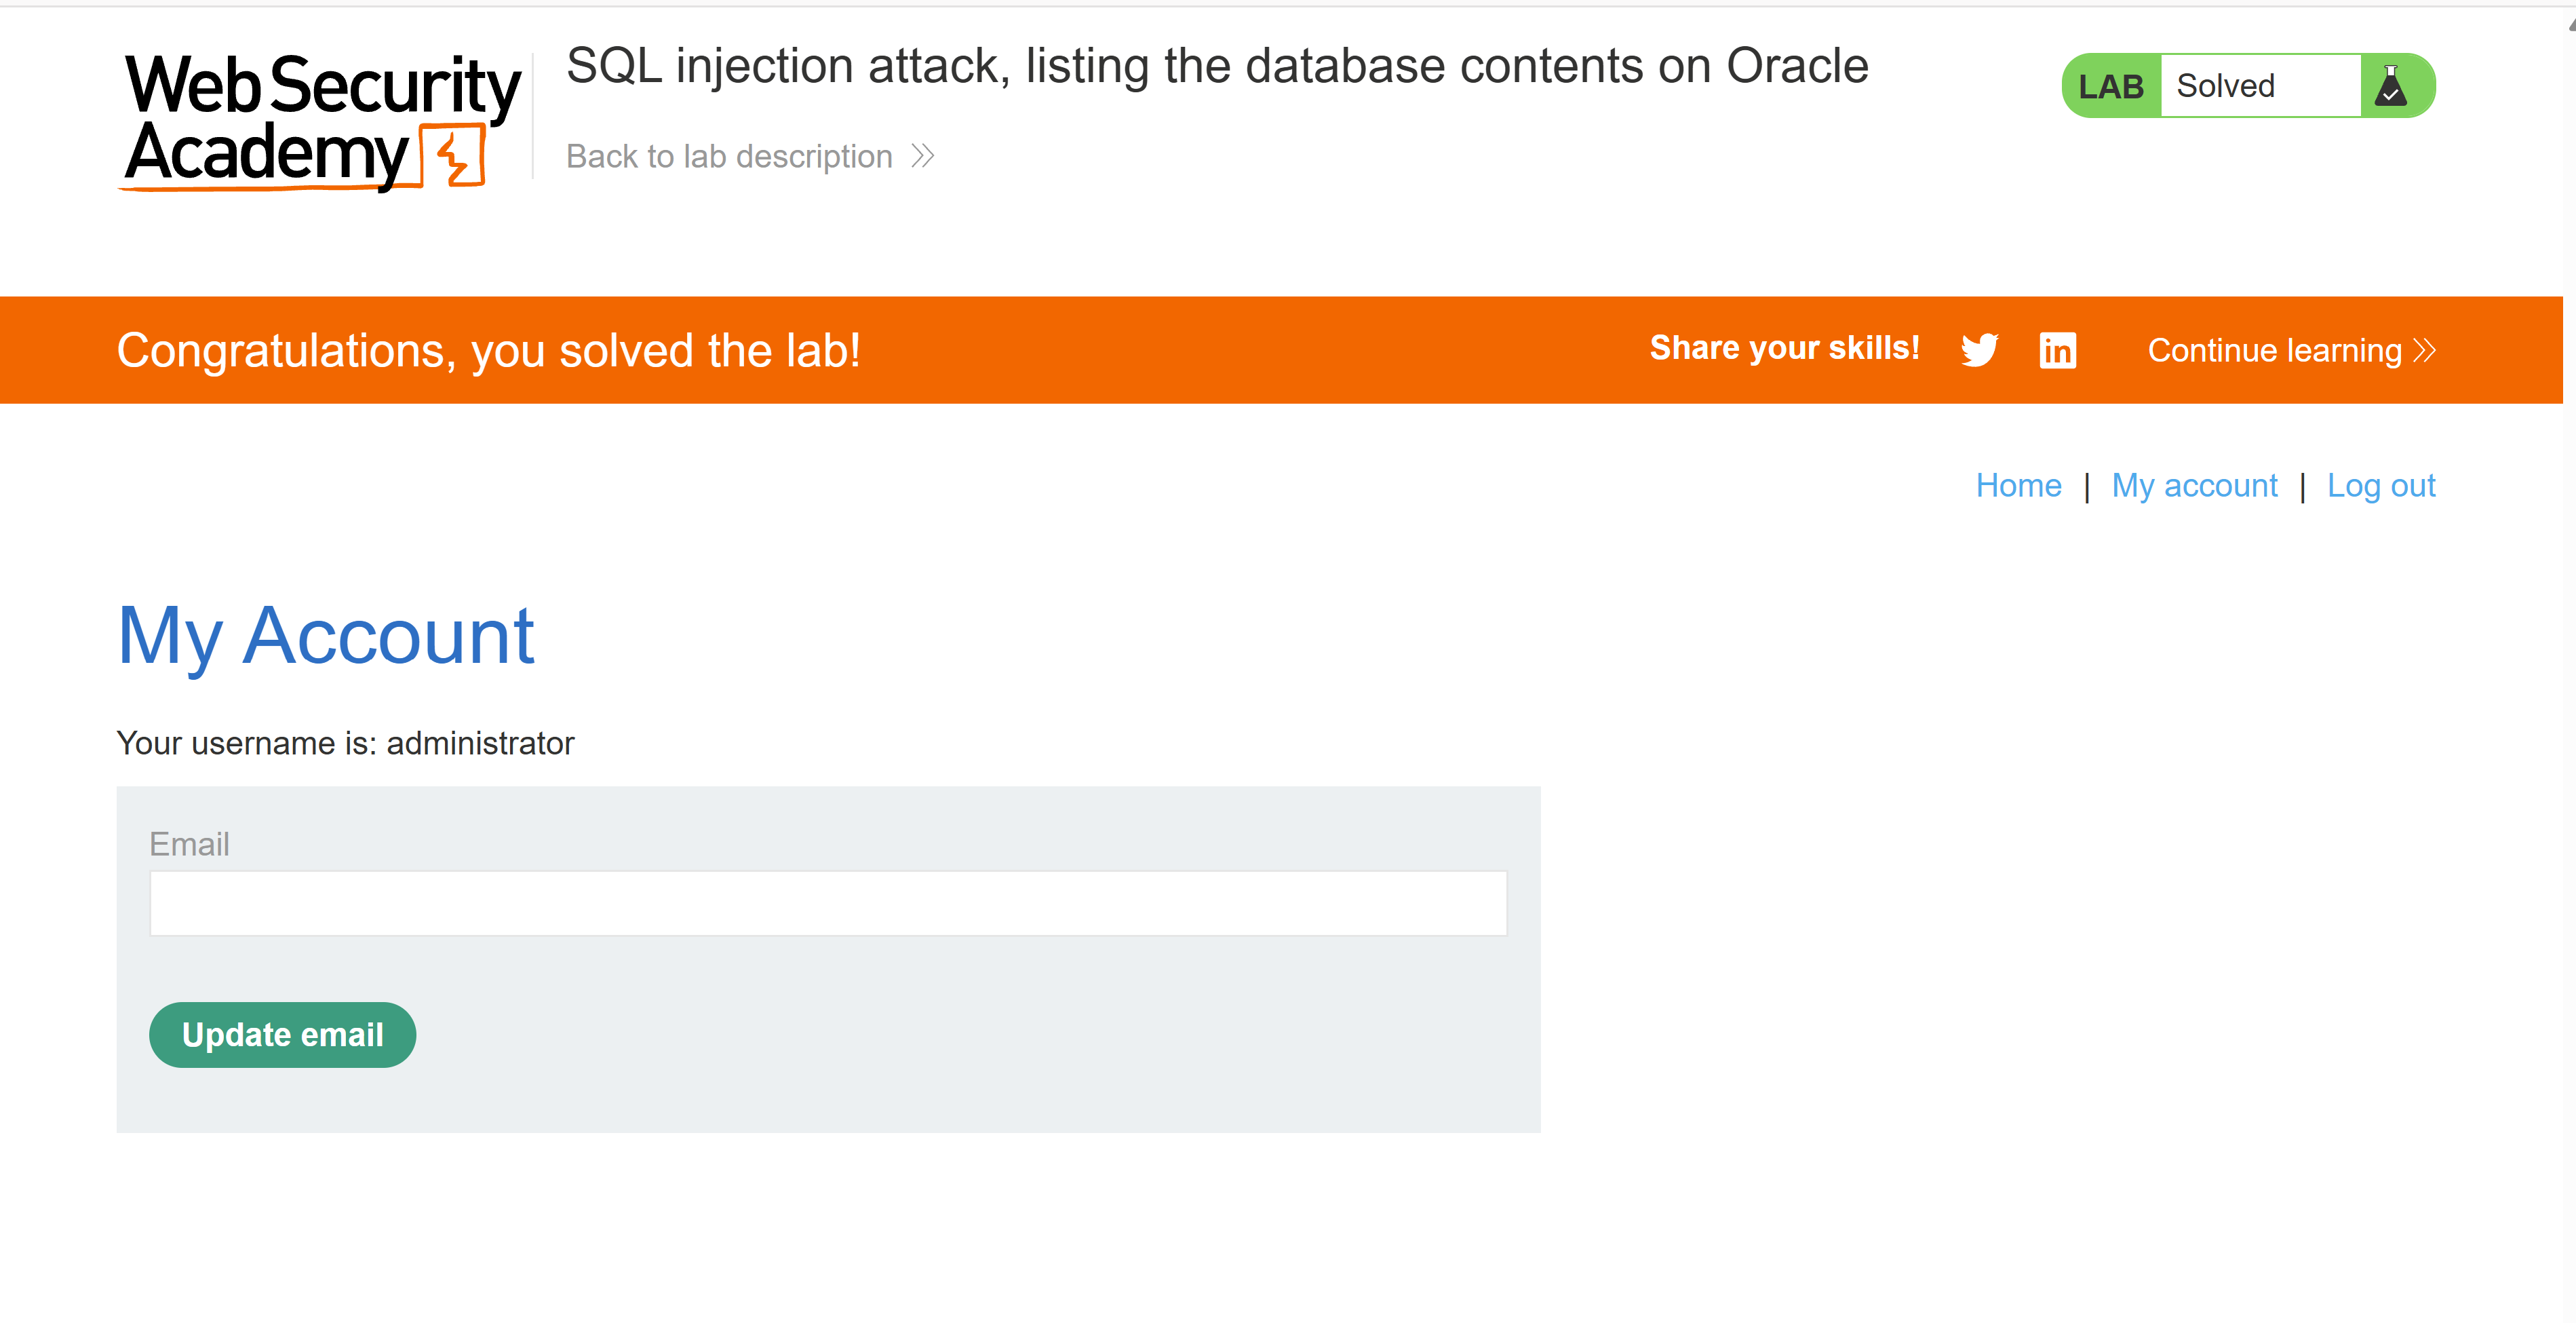 Web Security
Academy
SQL injection attack, listing the database contents on Oracle
Back to lab description
LAB Solved
Congratulations, you solved the lab!
Share your skills!
in
Continue learning
Home | My account | Log out
My Account
Your username is: administrator
Email
Update email